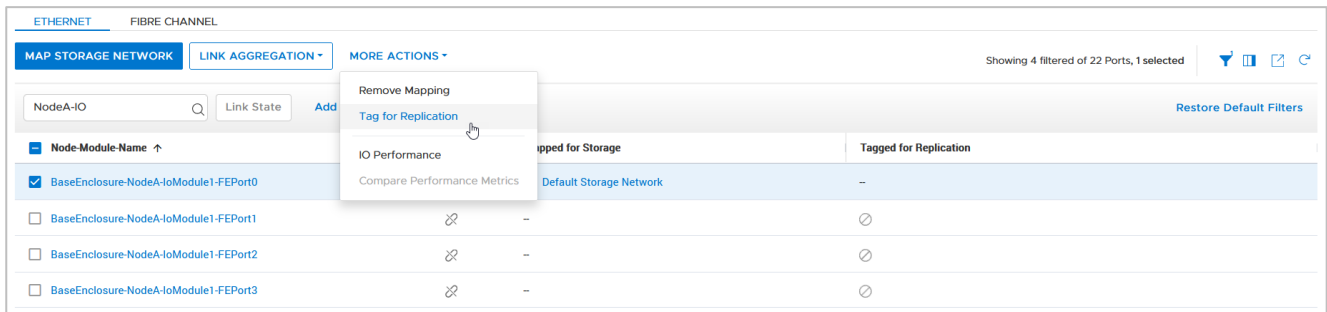 ETHERNET FIBRE CHANNEL
MAP STORAGE NETWORK LINK AGGREGATION MORE ACTIONS Showing 4 filtered of 22 Ports, 1 selected 1
Remove Mapping
NodeA-IO Link State Add Restore Default Filters
Tag for Replication
Node-Module-Name ↑ apped for Storage Tagged for Replication
IO Performance
Compare Performance Metrics
BaseEnclosure-NodeA-IoModule1-FEPort0 Default Storage Network --
BaseEnclosure-NodeA-IoModule1-FEPort1 --
BaseEnclosure-NodeA-IoModule1-FEPort2 --
BaseEnclosure-NodeA-IoModule1-FEPort3 --